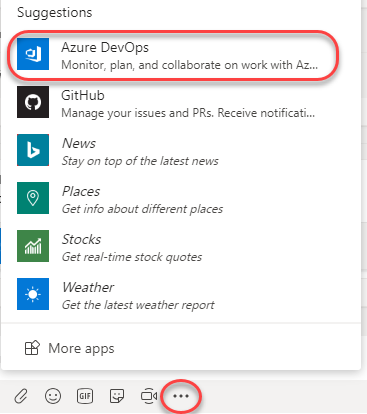 Suggestions
Azure DevOps
Monitor, plan, and collaborate on work with Az...
GitHub
Manage your issues and PRs. Receive notificati...
News
Stay on top of the latest news
Places
Get info about different places
Stocks
Get real-time stock quotes
Weather
Get the latest weather report
More apps
GIF